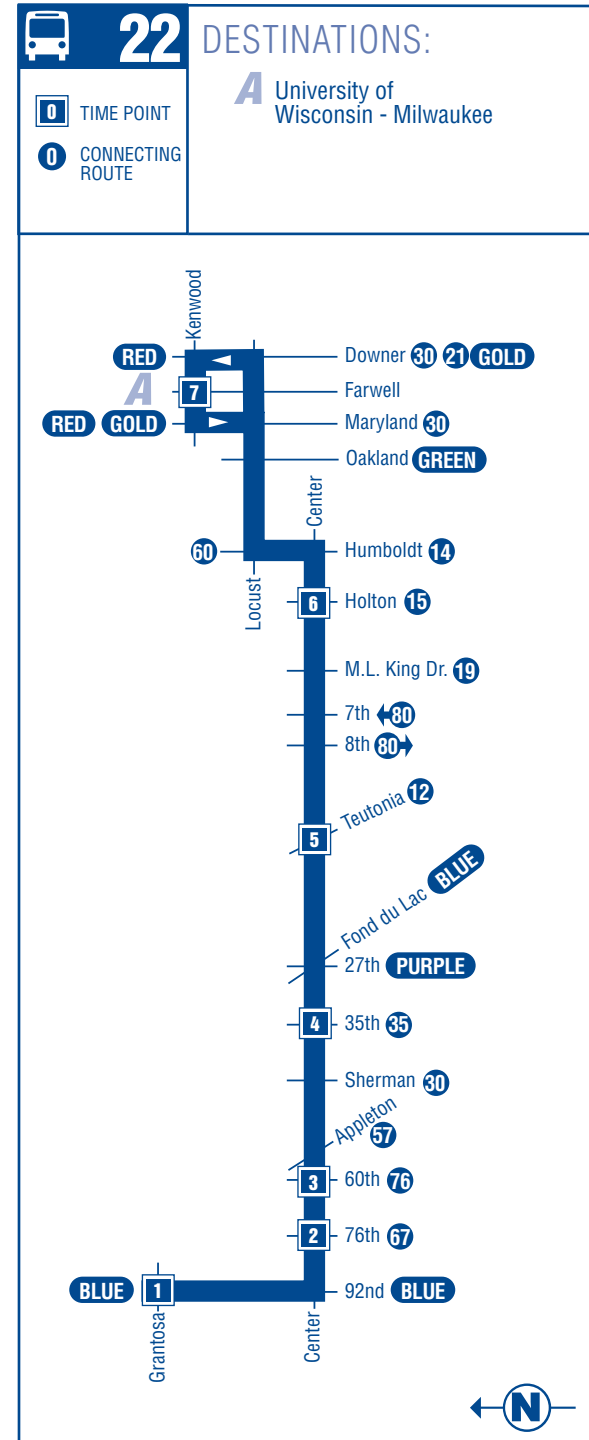 22
DESTINATIONS:
0 TIME POINT
0 CONNECTING
ROUTE
A University of
Wisconsin - Milwaukee
Kenwood
RED
Downer 30 21 GOLD
A
7
Farwell
RED GOLD
Maryland 30
Oakland GREEN
Center
60
Humboldt 14
Locust
6
Holton 15
M.L. King Dr. 19
7th 80
8th 80
Teutonia 12
5
Fond du Lac BLUE
27th PURPLE
4
35th 35
Sherman 30
Appleton
57
3
60th 76
2
76th 67
BLUE
1
92nd BLUE
Grantosa
Center
N